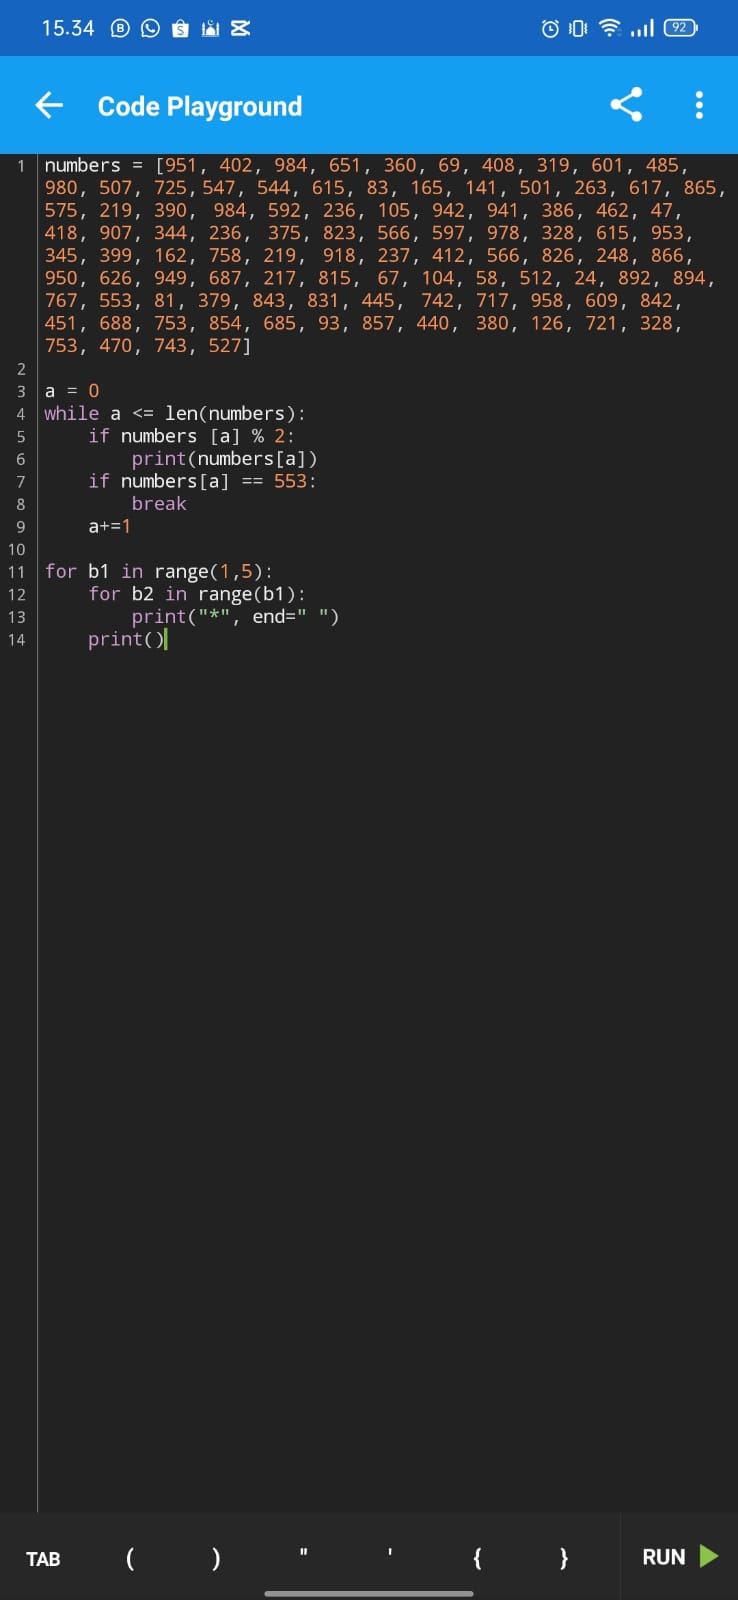 15.34
92
Code Playground
1 numbers = [951, 402, 984, 651, 360, 69, 408, 319, 601, 485,
980, 507, 725,547, 544, 615, 83, 165, 141, 501, 263, 617, 865,
575, 219, 390, 984, 592, 236, 105, 942, 941, 386, 462, 47,
418, 907, 344, 236, 375, 823, 566, 597, 978, 328, 615, 953,
345, 399, 162, 758, 219, 918, 237, 412, 566, 826, 248, 866,
950, 626, 949, 687, 217, 815, 67, 104, 58, 512, 24, 892, 894,
767, 553, 81, 379, 843, 831, 445, 742, 717, 958, 609, 842,
451, 688, 753, 854, 685, 93, 857, 440, 380, 126, 721, 328,
753, 470, 743, 527]
2
3 a = 0
4 while a <= len(numbers):
5     if numbers [a] % 2:
6         print(numbers[a])
7     if numbers[a] == 553:
8         break
9     a+=1
10
11 for b1 in range(1,5):
12     for b2 in range(b1):
13         print("*", end=" ")
14     print()
TAB ( ) " ' { } RUN